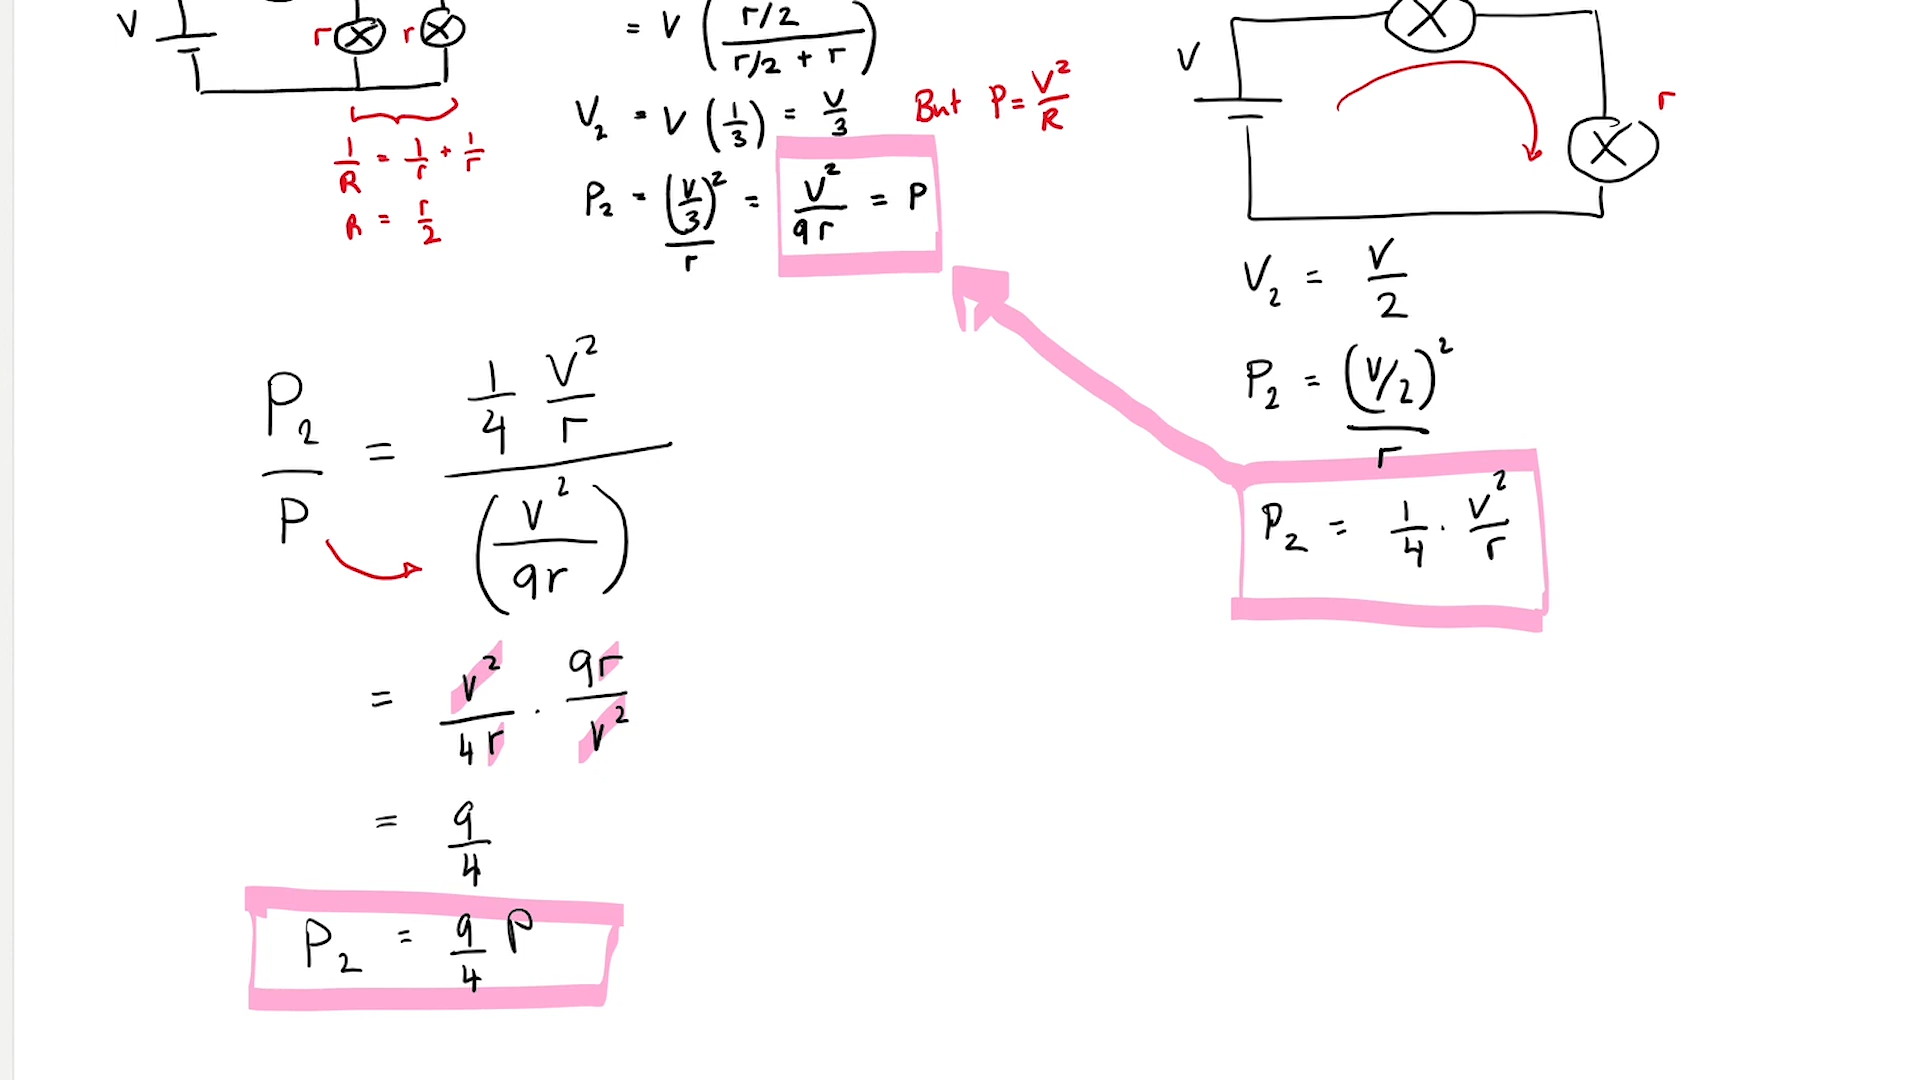 V
r r
1/R = 1/r + 1/r
R = r/2
= V ( r/2 / (r/2 + r) )
V₂ = V (1/3) = V/3
But P = V²/R
P₂ = (V/3)²/r = V²/9r = P
V
r
V₂ = V/2
P₂ = (V/2)²/r
P₂ = 1/4 · V²/r
P₂/P = (1/4 V²/r) / (V²/9r)
= V²/4r · 9r/V²
= 9/4
P₂ = 9/4 P